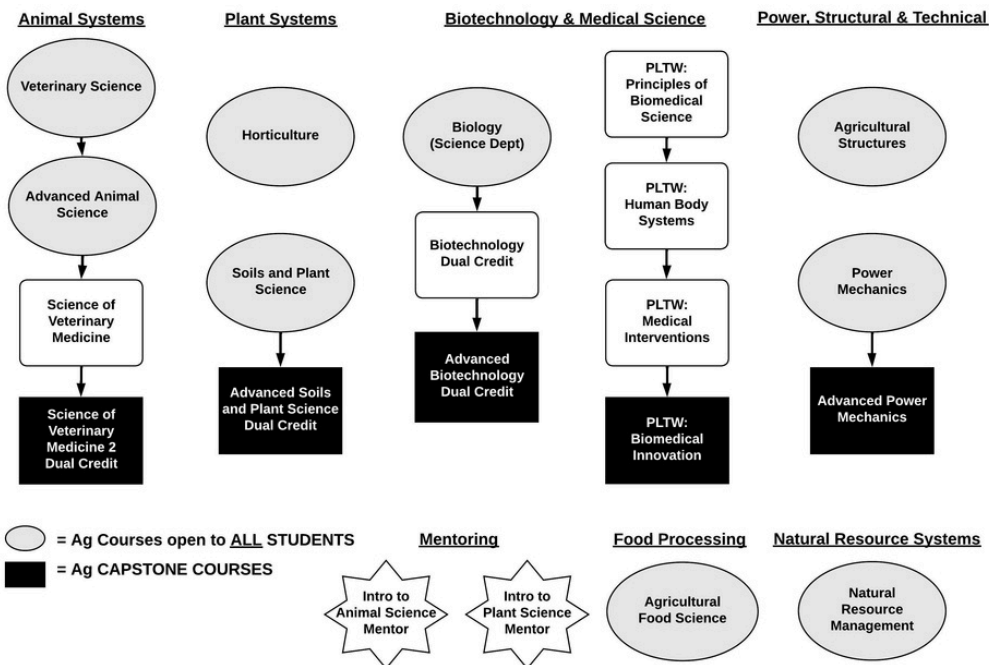 Animal Systems
Plant Systems
Biotechnology & Medical Science
Power, Structural & Technical
Veterinary Science
Advanced Animal
Science
Science of
Veterinary
Medicine
Science of
Veterinary
Medicine 2
Dual Credit
Horticulture
Soils and Plant
Science
Advanced Soils
and Plant Science
Dual Credit
Biology
(Science Dept)
Biotechnology
Dual Credit
Advanced
Biotechnology
Dual Credit
PLTW:
Principles of
Biomedical
Science
PLTW:
Human Body
Systems
PLTW:
Medical
Interventions
PLTW:
Biomedical
Innovation
Agricultural
Structures
Power
Mechanics
Advanced Power
Mechanics
= Ag Courses open to ALL STUDENTS
= Ag CAPSTONE COURSES
Mentoring
Intro to
Animal Science
Mentor
Intro to
Plant Science
Mentor
Food Processing
Agricultural
Food Science
Natural Resource Systems
Natural
Resource
Management